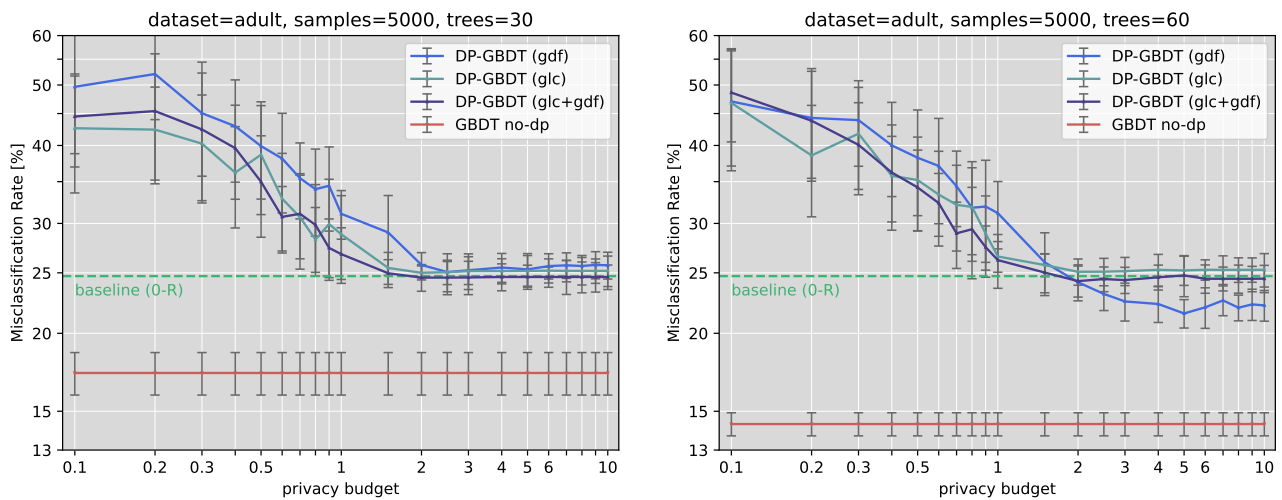 dataset=adult, samples=5000, trees=30
60
50
40
30
25
20
15
13
Misclassification Rate [%]
DP-GBDT (gdf)
DP-GBDT (glc)
DP-GBDT (glc+gdf)
GBDT no-dp
baseline (0-R)
0.1 0.2 0.3 0.5 1 2 3 4 5 6 10
privacy budget
dataset=adult, samples=5000, trees=60
60
50
40
30
25
20
15
13
Misclassification Rate [%]
DP-GBDT (gdf)
DP-GBDT (glc)
DP-GBDT (glc+gdf)
GBDT no-dp
baseline (0-R)
0.1 0.2 0.3 0.5 1 2 3 4 5 6 10
privacy budget